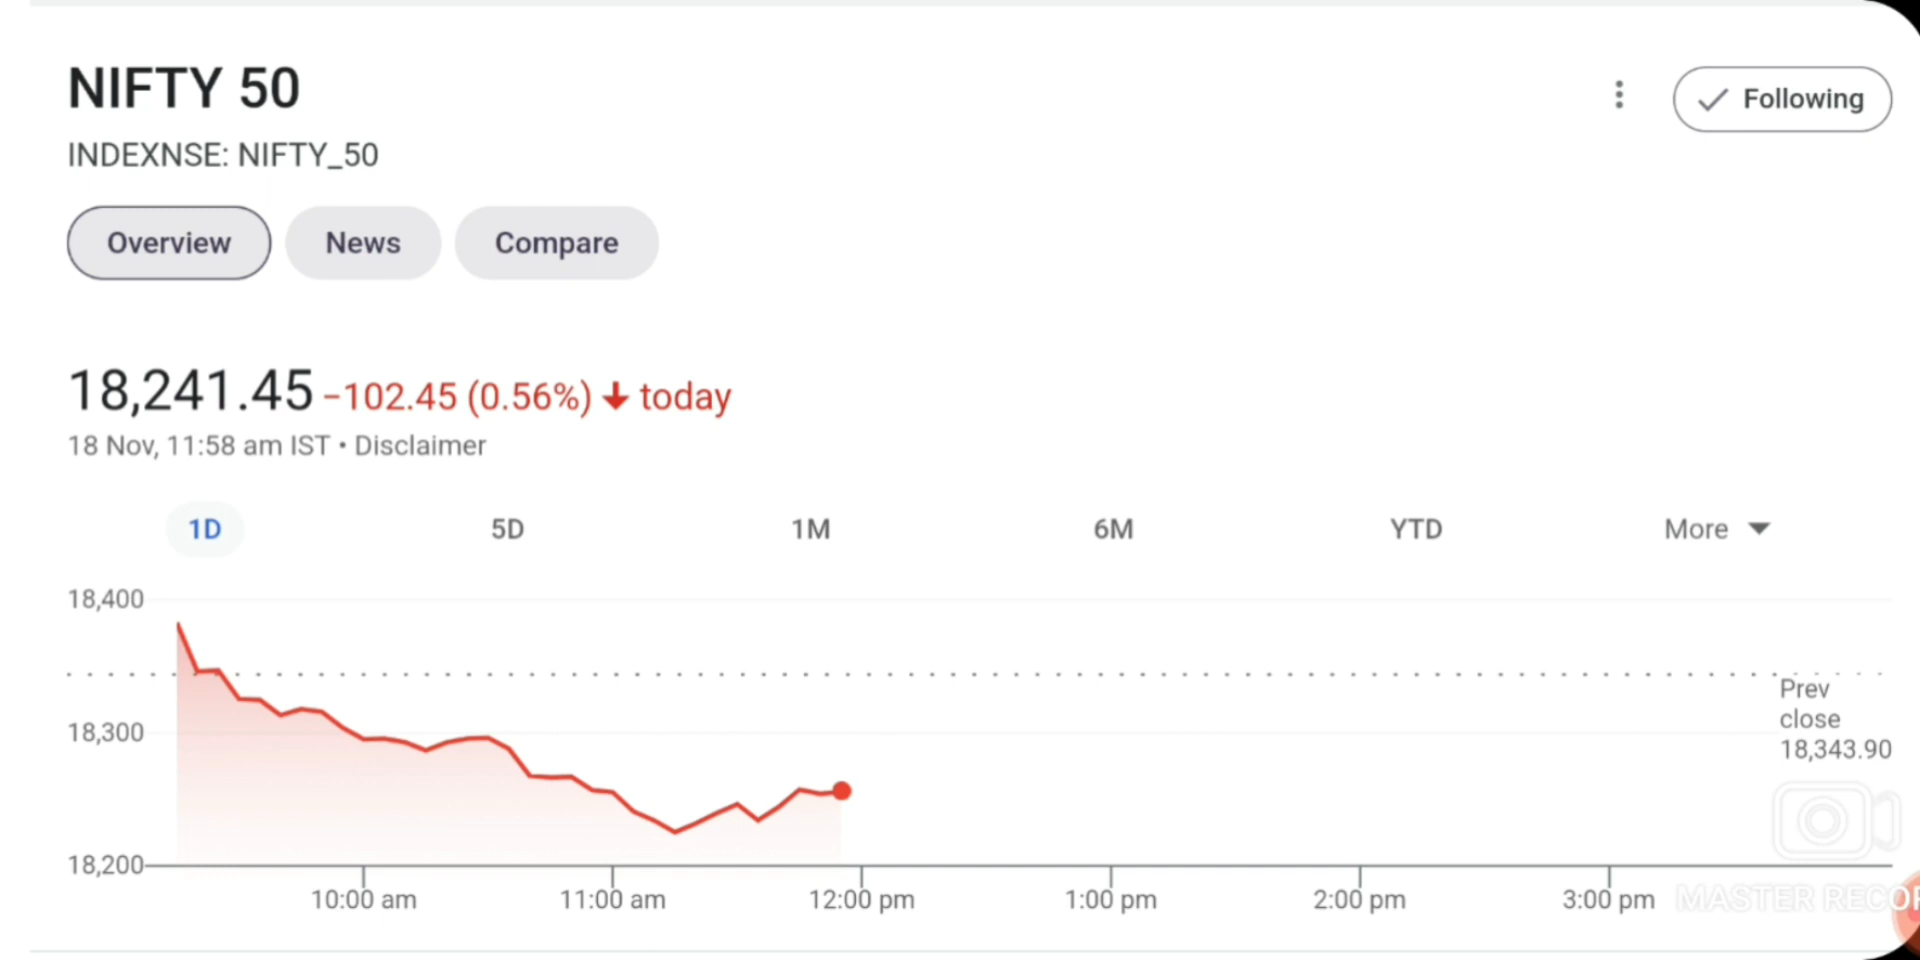 NIFTY 50
Following
INDEXNSE: NIFTY_50
Overview News Compare
18,241.45 −102.45 (0.56%) ↓ today
18 Nov, 11:58 am IST • Disclaimer
1D 5D 1M 6M YTD More
18,400
Prev
close
18,300
18,343.90
18,200
10:00 am 11:00 am 12:00 pm 1:00 pm 2:00 pm 3:00 pm
MASTER